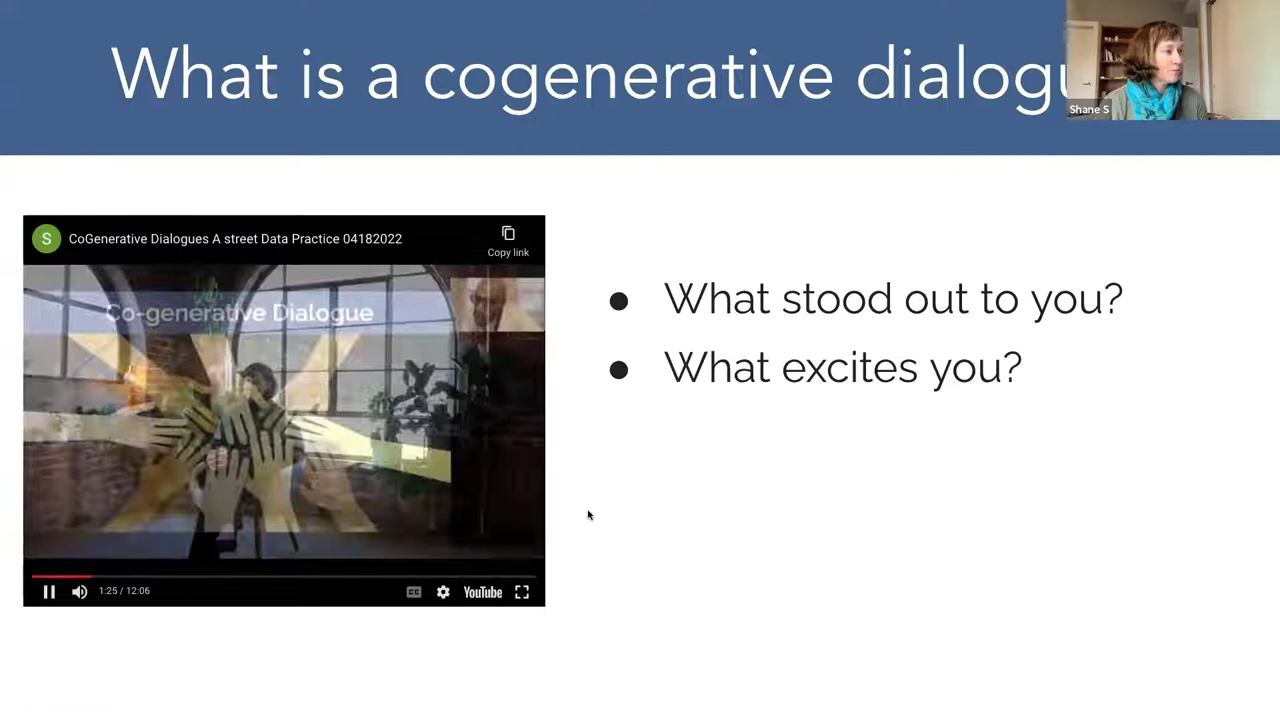 What is a cogenerative dialogu
Shane S
S
CoGenerative Dialogues A street Data Practice 04182022
Copy link
Co-generative Dialogue
● What stood out to you?
● What excites you?
1:25 / 12:06
CC
YouTube